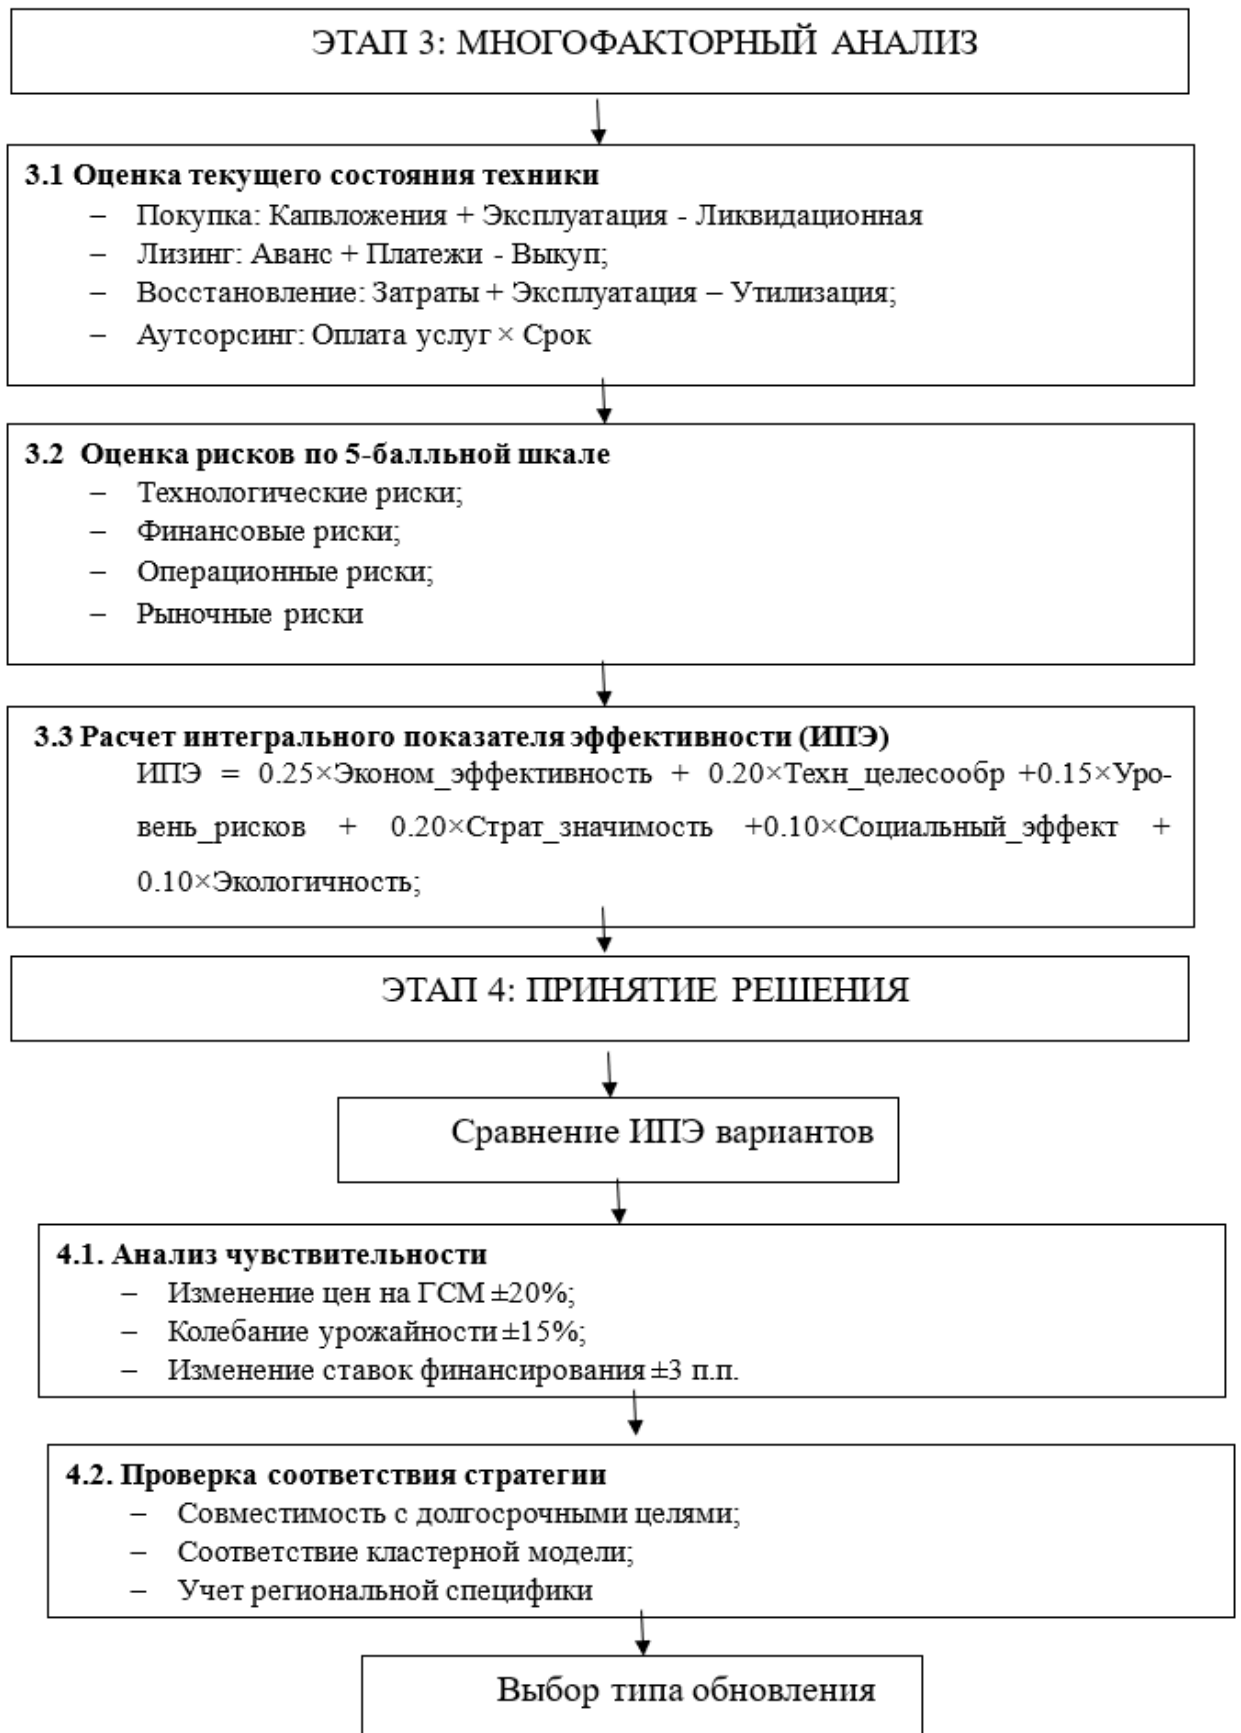 ЭТАП 3: МНОГОФАКТОРНЫЙ АНАЛИЗ
3.1 Оценка текущего состояния техники
– Покупка: Капвложения + Эксплуатация - Ликвидационная
– Лизинг: Аванс + Платежи - Выкуп;
– Восстановление: Затраты + Эксплуатация – Утилизация;
– Аутсорсинг: Оплата услуг × Срок
3.2 Оценка рисков по 5-балльной шкале
– Технологические риски;
– Финансовые риски;
– Операционные риски;
– Рыночные риски
3.3 Расчет интегрального показателя эффективности (ИПЭ)
ИПЭ = 0.25×Эконом_эффективность + 0.20×Техн_целесообр +0.15×Уро-
вень_рисков + 0.20×Страт_значимость +0.10×Социальный_эффект +
0.10×Экологичность;
ЭТАП 4: ПРИНЯТИЕ РЕШЕНИЯ
Сравнение ИПЭ вариантов
4.1. Анализ чувствительности
– Изменение цен на ГСМ ±20%;
– Колебание урожайности ±15%;
– Изменение ставок финансирования ±3 п.п.
4.2. Проверка соответствия стратегии
– Совместимость с долгосрочными целями;
– Соответствие кластерной модели;
– Учет региональной специфики
Выбор типа обновления